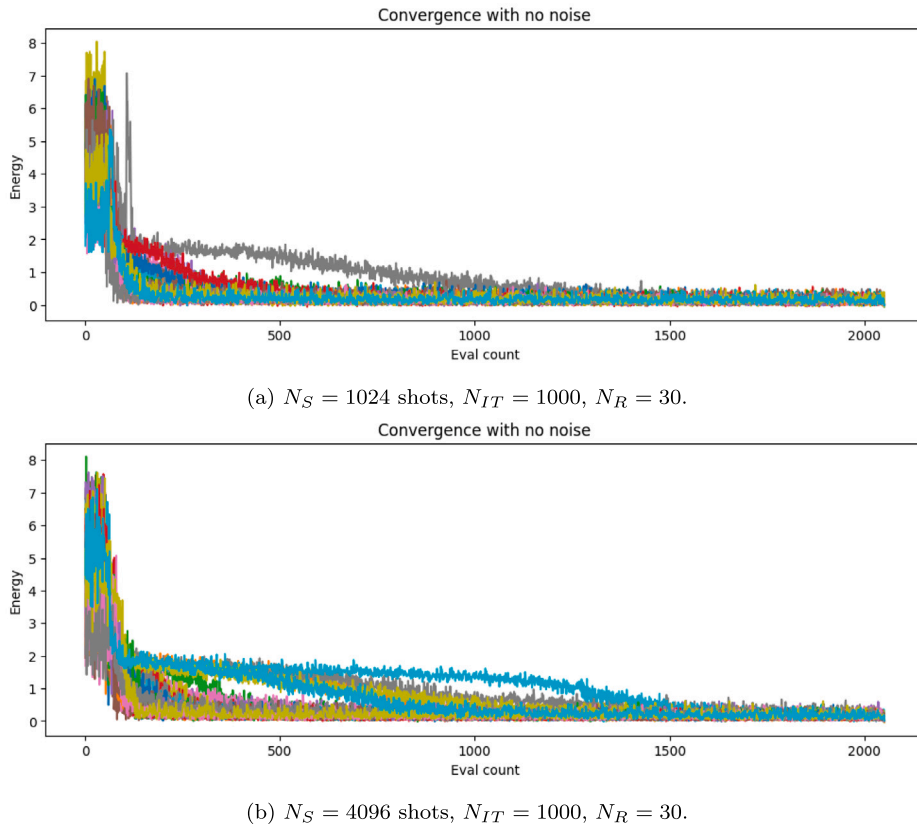 Convergence with no noise
8
7
6
5
4
3
2
1
0
Energy
0 500 1000 1500 2000
Eval count
(a) N_S = 1024 shots, N_{IT} = 1000, N_R = 30.
Convergence with no noise
8
7
6
5
4
3
2
1
0
Energy
0 500 1000 1500 2000
Eval count
(b) N_S = 4096 shots, N_{IT} = 1000, N_R = 30.